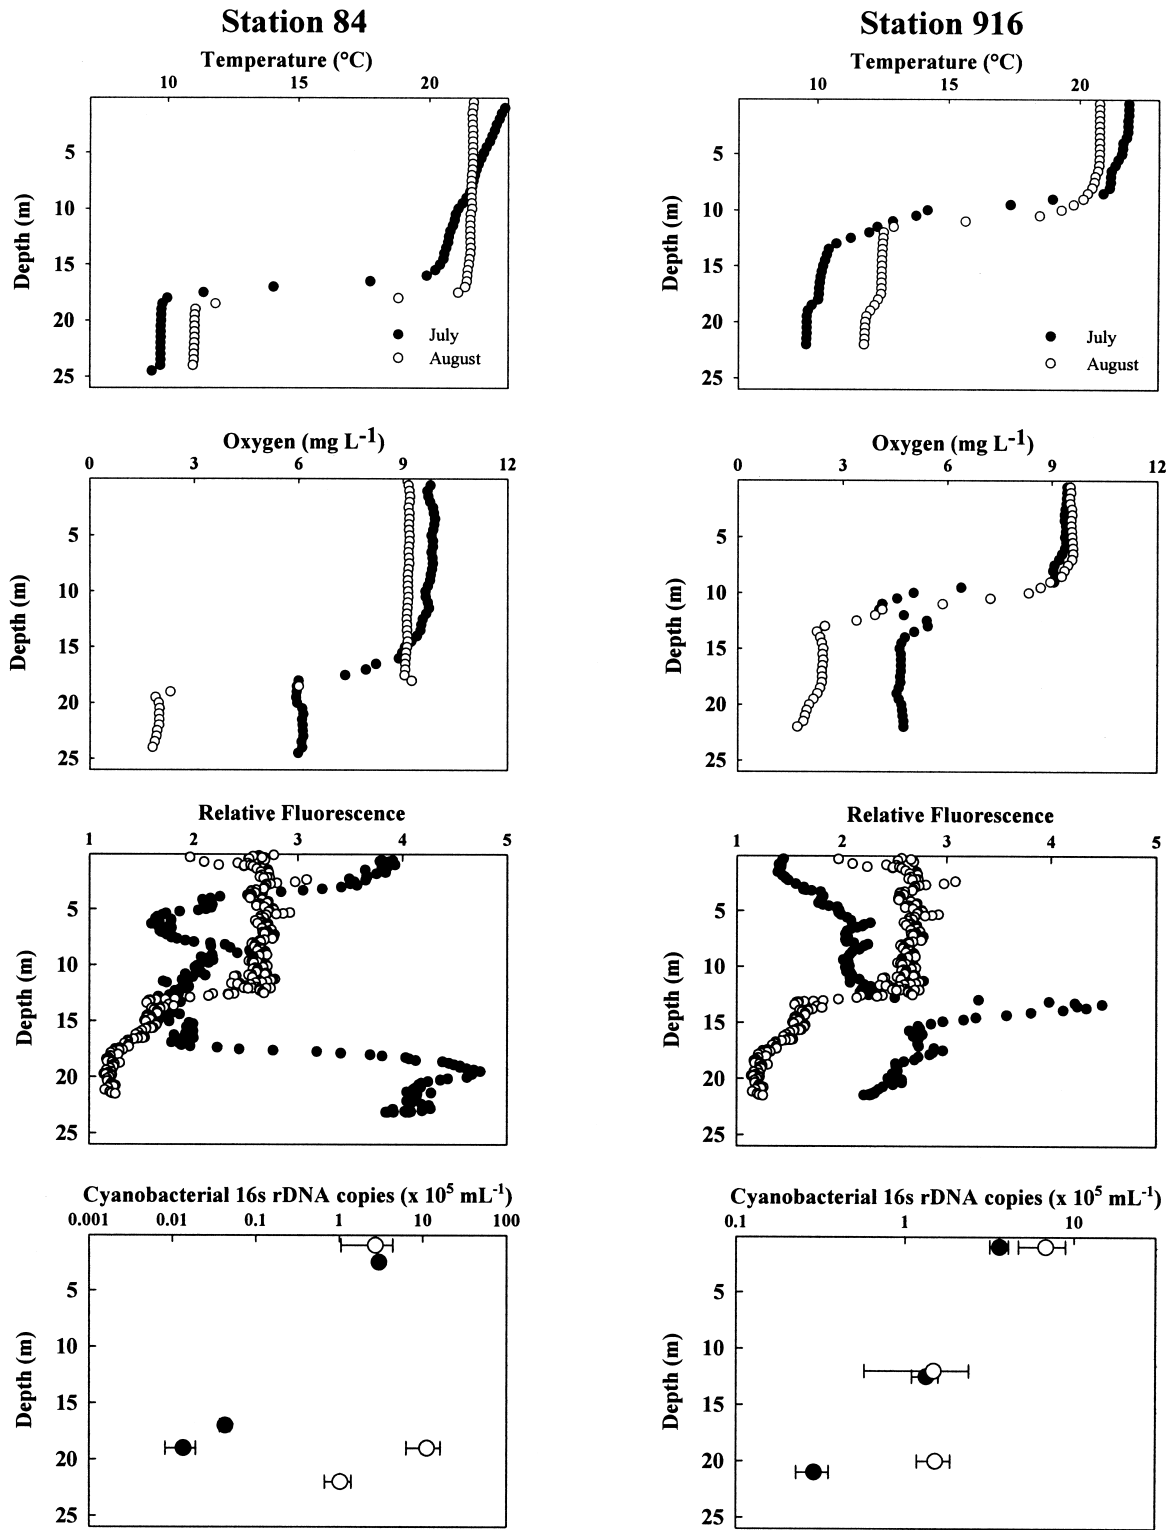 Station 84
Temperature (°C)
10 15 20
5
10
15
20
25
Depth (m)
July
August
Oxygen (mg L-1)
0 3 6 9 12
5
10
15
20
25
Depth (m)
Relative Fluorescence
1 2 3 4 5
5
10
15
20
25
Depth (m)
Cyanobacterial 16s rDNA copies (x 10⁵ mL⁻¹)
0.001 0.01 0.1 1 10 100
5
10
15
20
25
Depth (m)
Station 916
Temperature (°C)
10 15 20
5
10
15
20
25
Depth (m)
July
August
Oxygen (mg L-1)
0 3 6 9 12
5
10
15
20
25
Depth (m)
Relative Fluorescence
1 2 3 4 5
5
10
15
20
25
Depth (m)
Cyanobacterial 16s rDNA copies (x 10⁵ mL⁻¹)
0.1 1 10
5
10
15
20
25
Depth (m)